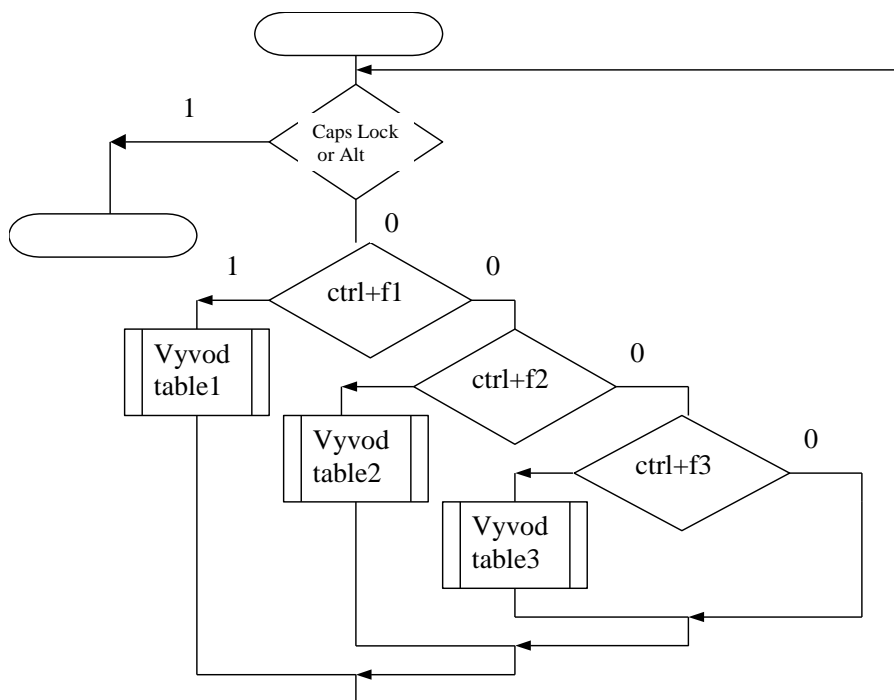 1
Caps Lock
or Alt
0
1
ctrl+f1
0
Vyvod
table1
ctrl+f2
0
Vyvod
table2
ctrl+f3
0
Vyvod
table3